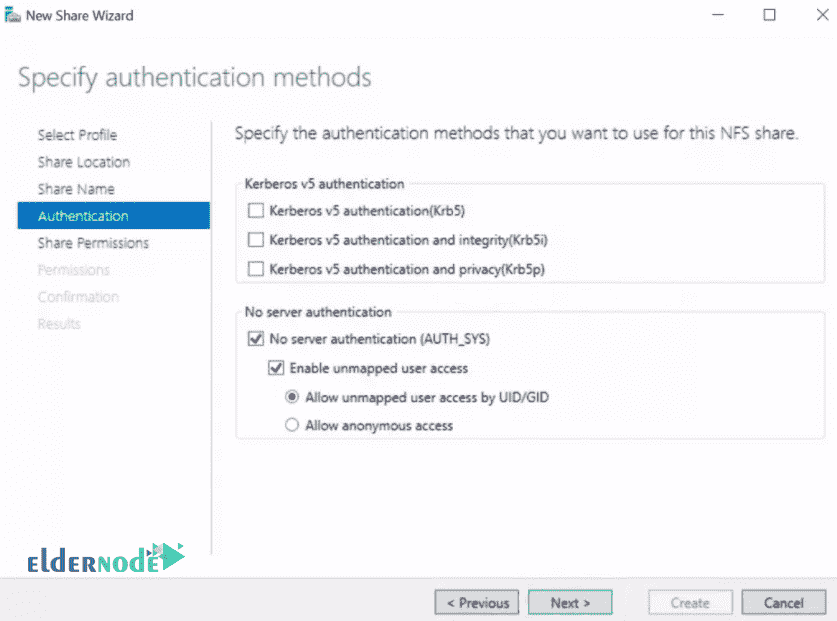 New Share Wizard
Specify authentication methods
Select Profile
Share Location
Share Name
Authentication
Share Permissions
Permissions
Confirmation
Results
Specify the authentication methods that you want to use for this NFS share.
Kerberos v5 authentication
Kerberos v5 authentication(Krb5)
Kerberos v5 authentication and integrity(Krb5i)
Kerberos v5 authentication and privacy(Krb5p)
No server authentication
No server authentication (AUTH_SYS)
Enable unmapped user access
Allow unmapped user access by UID/GID
Allow anonymous access
ELDERNODE
< Previous
Next >
Create
Cancel